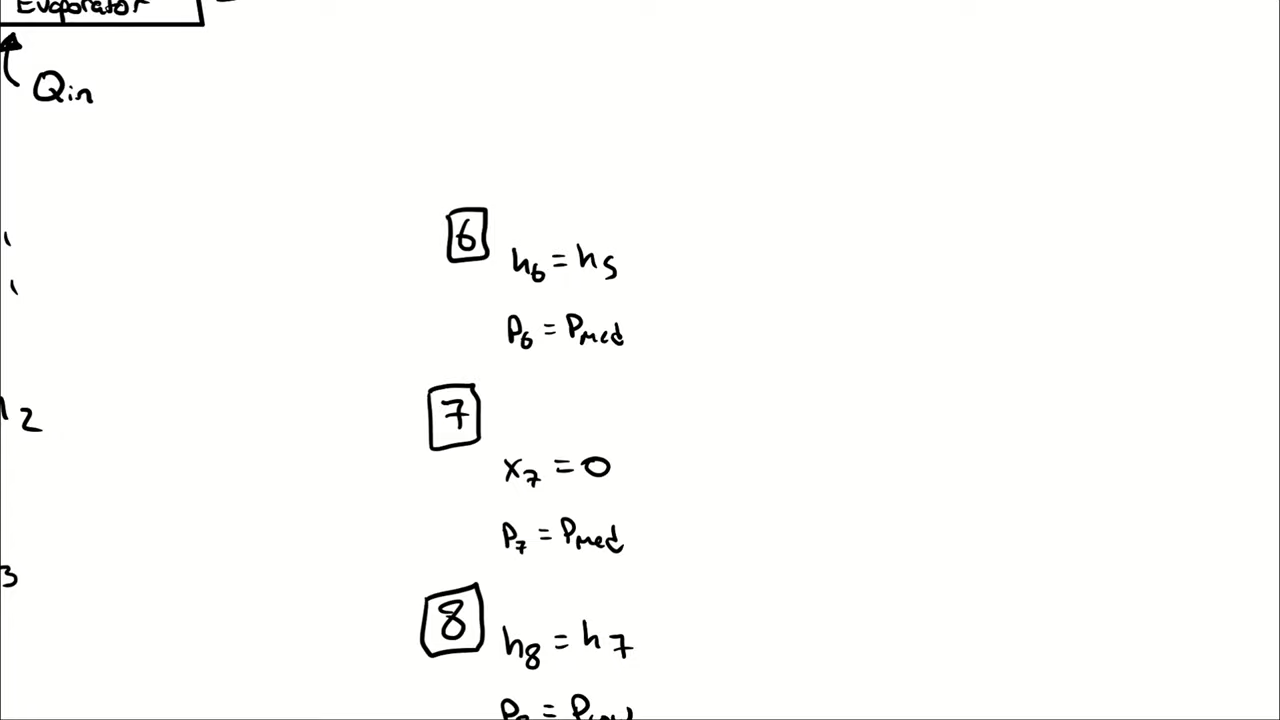 Evaporator
Qin
6
h6 = h5
P6 = Pmed
7
x7 = 0
P7 = Pmed
8
h8 = h7
2
3